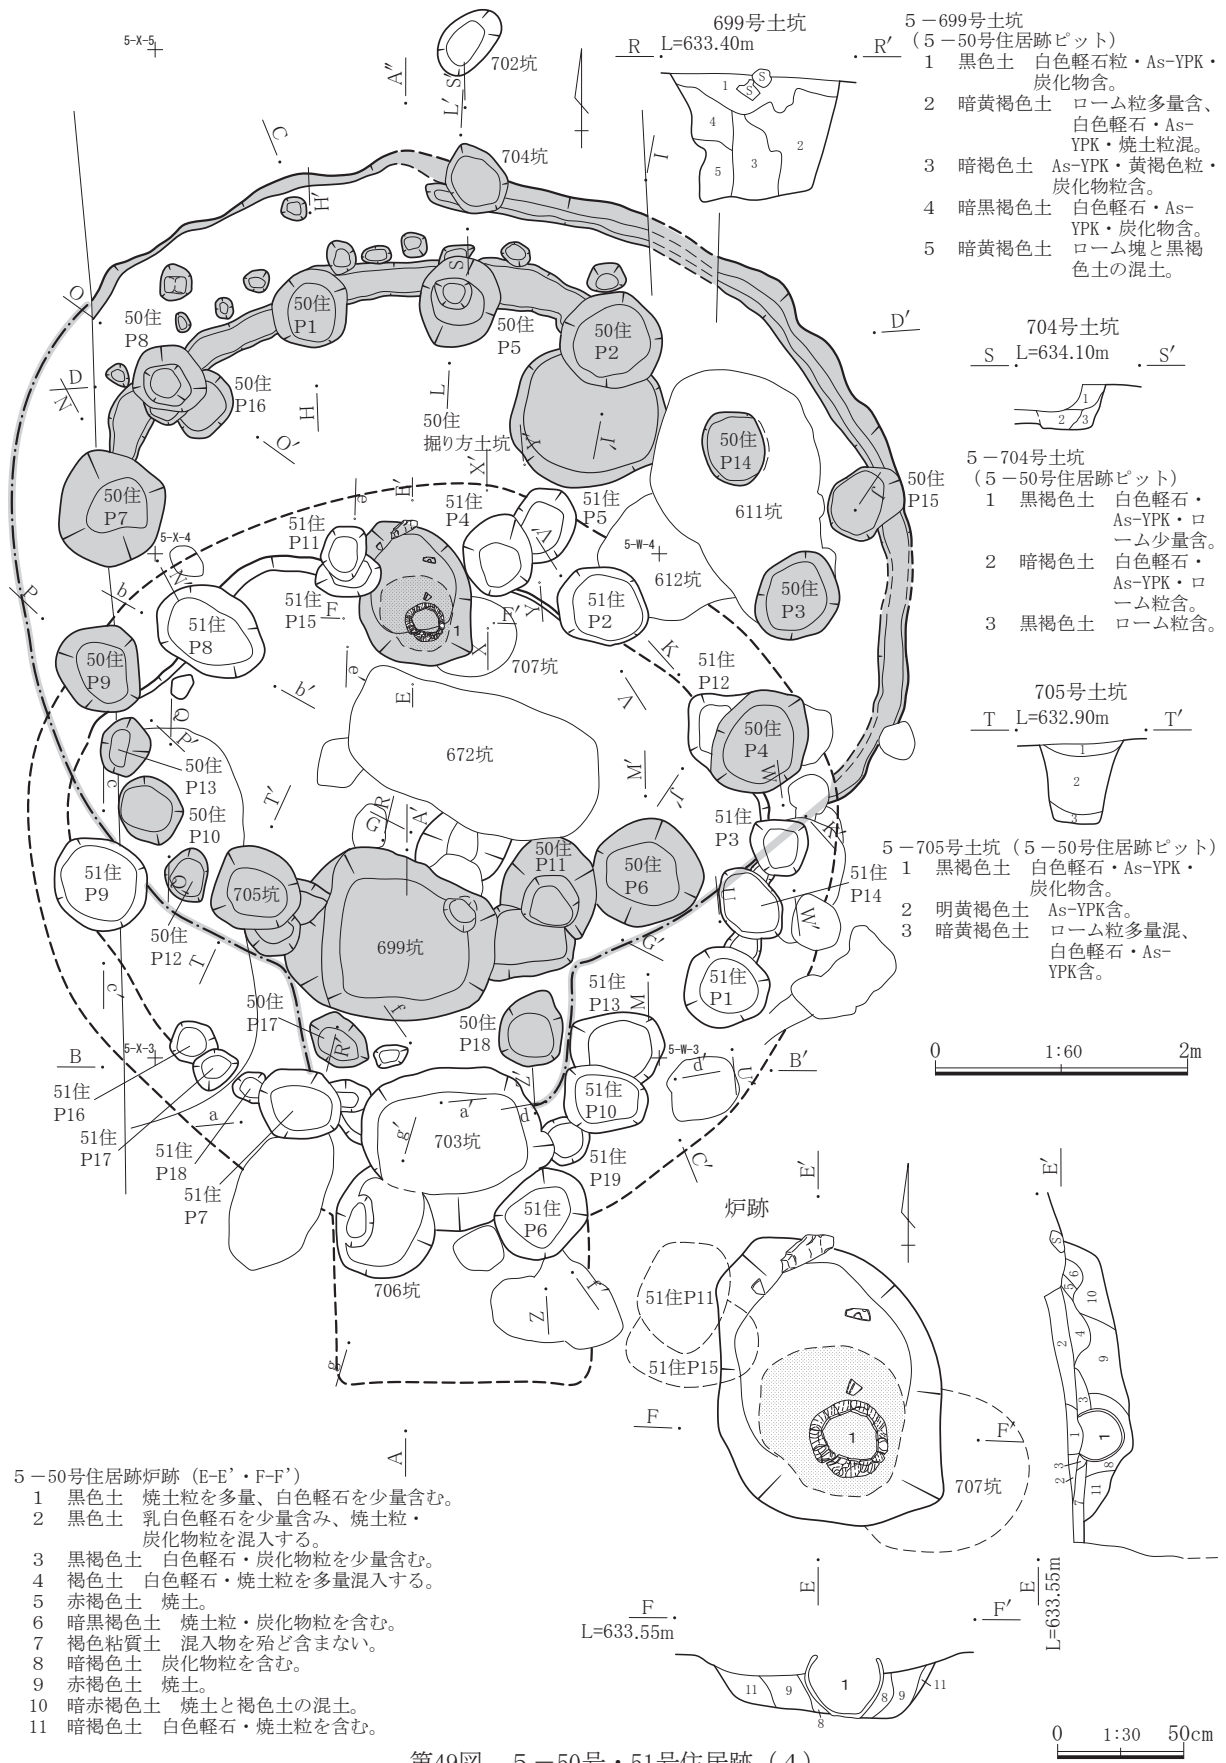 5-X-5
702坑
A″
S′
L′
C
704坑
H′
I
699号土坑
R
L=633.40m
R′
1
S
S
2
3
4
5
5－699号土坑
（5－50号住居跡ピット）
1　黒色土　白色軽石粒・As-YPK・
炭化物含。
2　暗黄褐色土　ローム粒多量含、
白色軽石・As-
YPK・焼土粒混。
3　暗褐色土　As-YPK・黄褐色粒・
炭化物粒含。
4　暗黒褐色土　白色軽石・As-
YPK・炭化物含。
5　暗黄褐色土　ローム塊と黒褐
色土の混土。
O
50住
P8
50住
P1
S
50住
P5
50住
P2
D′
D
N
50住
P16
H
L
O′
50住
掘り方土坑
I′
50住
P14
50住
P15
J
611坑
704号土坑
S
L=634.10m
S′
1
2
3
5－704号土坑
（5－50号住居跡ピット）
1　黒褐色土　白色軽石・
As-YPK・ロ
ーム少量含。
2　暗褐色土　白色軽石・
As-YPK・ロ
ーム粒含。
3　黒褐色土　ローム粒含。
50住
P7
5-X-4
N′
P
b
51住
P11
e
E′
X′
51住
P4
51住
P5
5-W-4
612坑
50住
P3
51住
P8
51住
P15
F
F′
1
51住
P2
50住
P9
b′
e′
X
707坑
E
K
51住
P12
50住
P4
W
Q
P′
50住
P13
c
672坑
M′
J′
T′
R
G
A′
51住
P3
K′
705号土坑
T
L=632.90m
T′
1
2
3
5－705号土坑（5－50号住居跡ピット）
1　黒褐色土　白色軽石・As-YPK・
炭化物含。
2　明黄褐色土　As-YPK含。
3　暗黄褐色土　ローム粒多量混、
白色軽石・As-
YPK含。
50住
P10
51住
P9
50住
P12
705坑
699坑
50住
P11
50住
P6
U
51住
P14
W′
G′
T
c′
f
51住
P1
50住
P17
R′
50住
P18
51住
P13
M
5-X-3
B
5-W-3
d′
U′
B′
51住
P16
51住
P17
51住
P18
51住
P7
a
a′
d
Z′
g′
703坑
51住
P10
51住
P19
C′
51住
P6
706坑
Z
f′
g
A
0
1:60
2m
炉跡
E′
E′
51住P11
51住P15
F
F′
1
707坑
E
E
L=633.55m
S
6
5
10
2
4
9
3
1
1
3
2
8
11
7
5－50号住居跡炉跡（E-E'・F-F'）
1　黒色土　焼土粒を多量、白色軽石を少量含む。
2　黒色土　乳白色軽石を少量含み、焼土粒・
炭化物粒を混入する。
3　黒褐色土　白色軽石・炭化物粒を少量含む。
4　褐色土　白色軽石・焼土粒を多量混入する。
5　赤褐色土　焼土。
6　暗黒褐色土　焼土粒・炭化物粒を含む。
7　褐色粘質土　混入物を殆ど含まない。
8　暗褐色土　炭化物粒を含む。
9　赤褐色土　焼土。
10　暗赤褐色土　焼土と褐色土の混土。
11　暗褐色土　白色軽石・焼土粒を含む。
F
L=633.55m
F′
11
9
8
1
8
9
11
0
1:30
50cm
第49図　5－50号・51号住居跡（4）